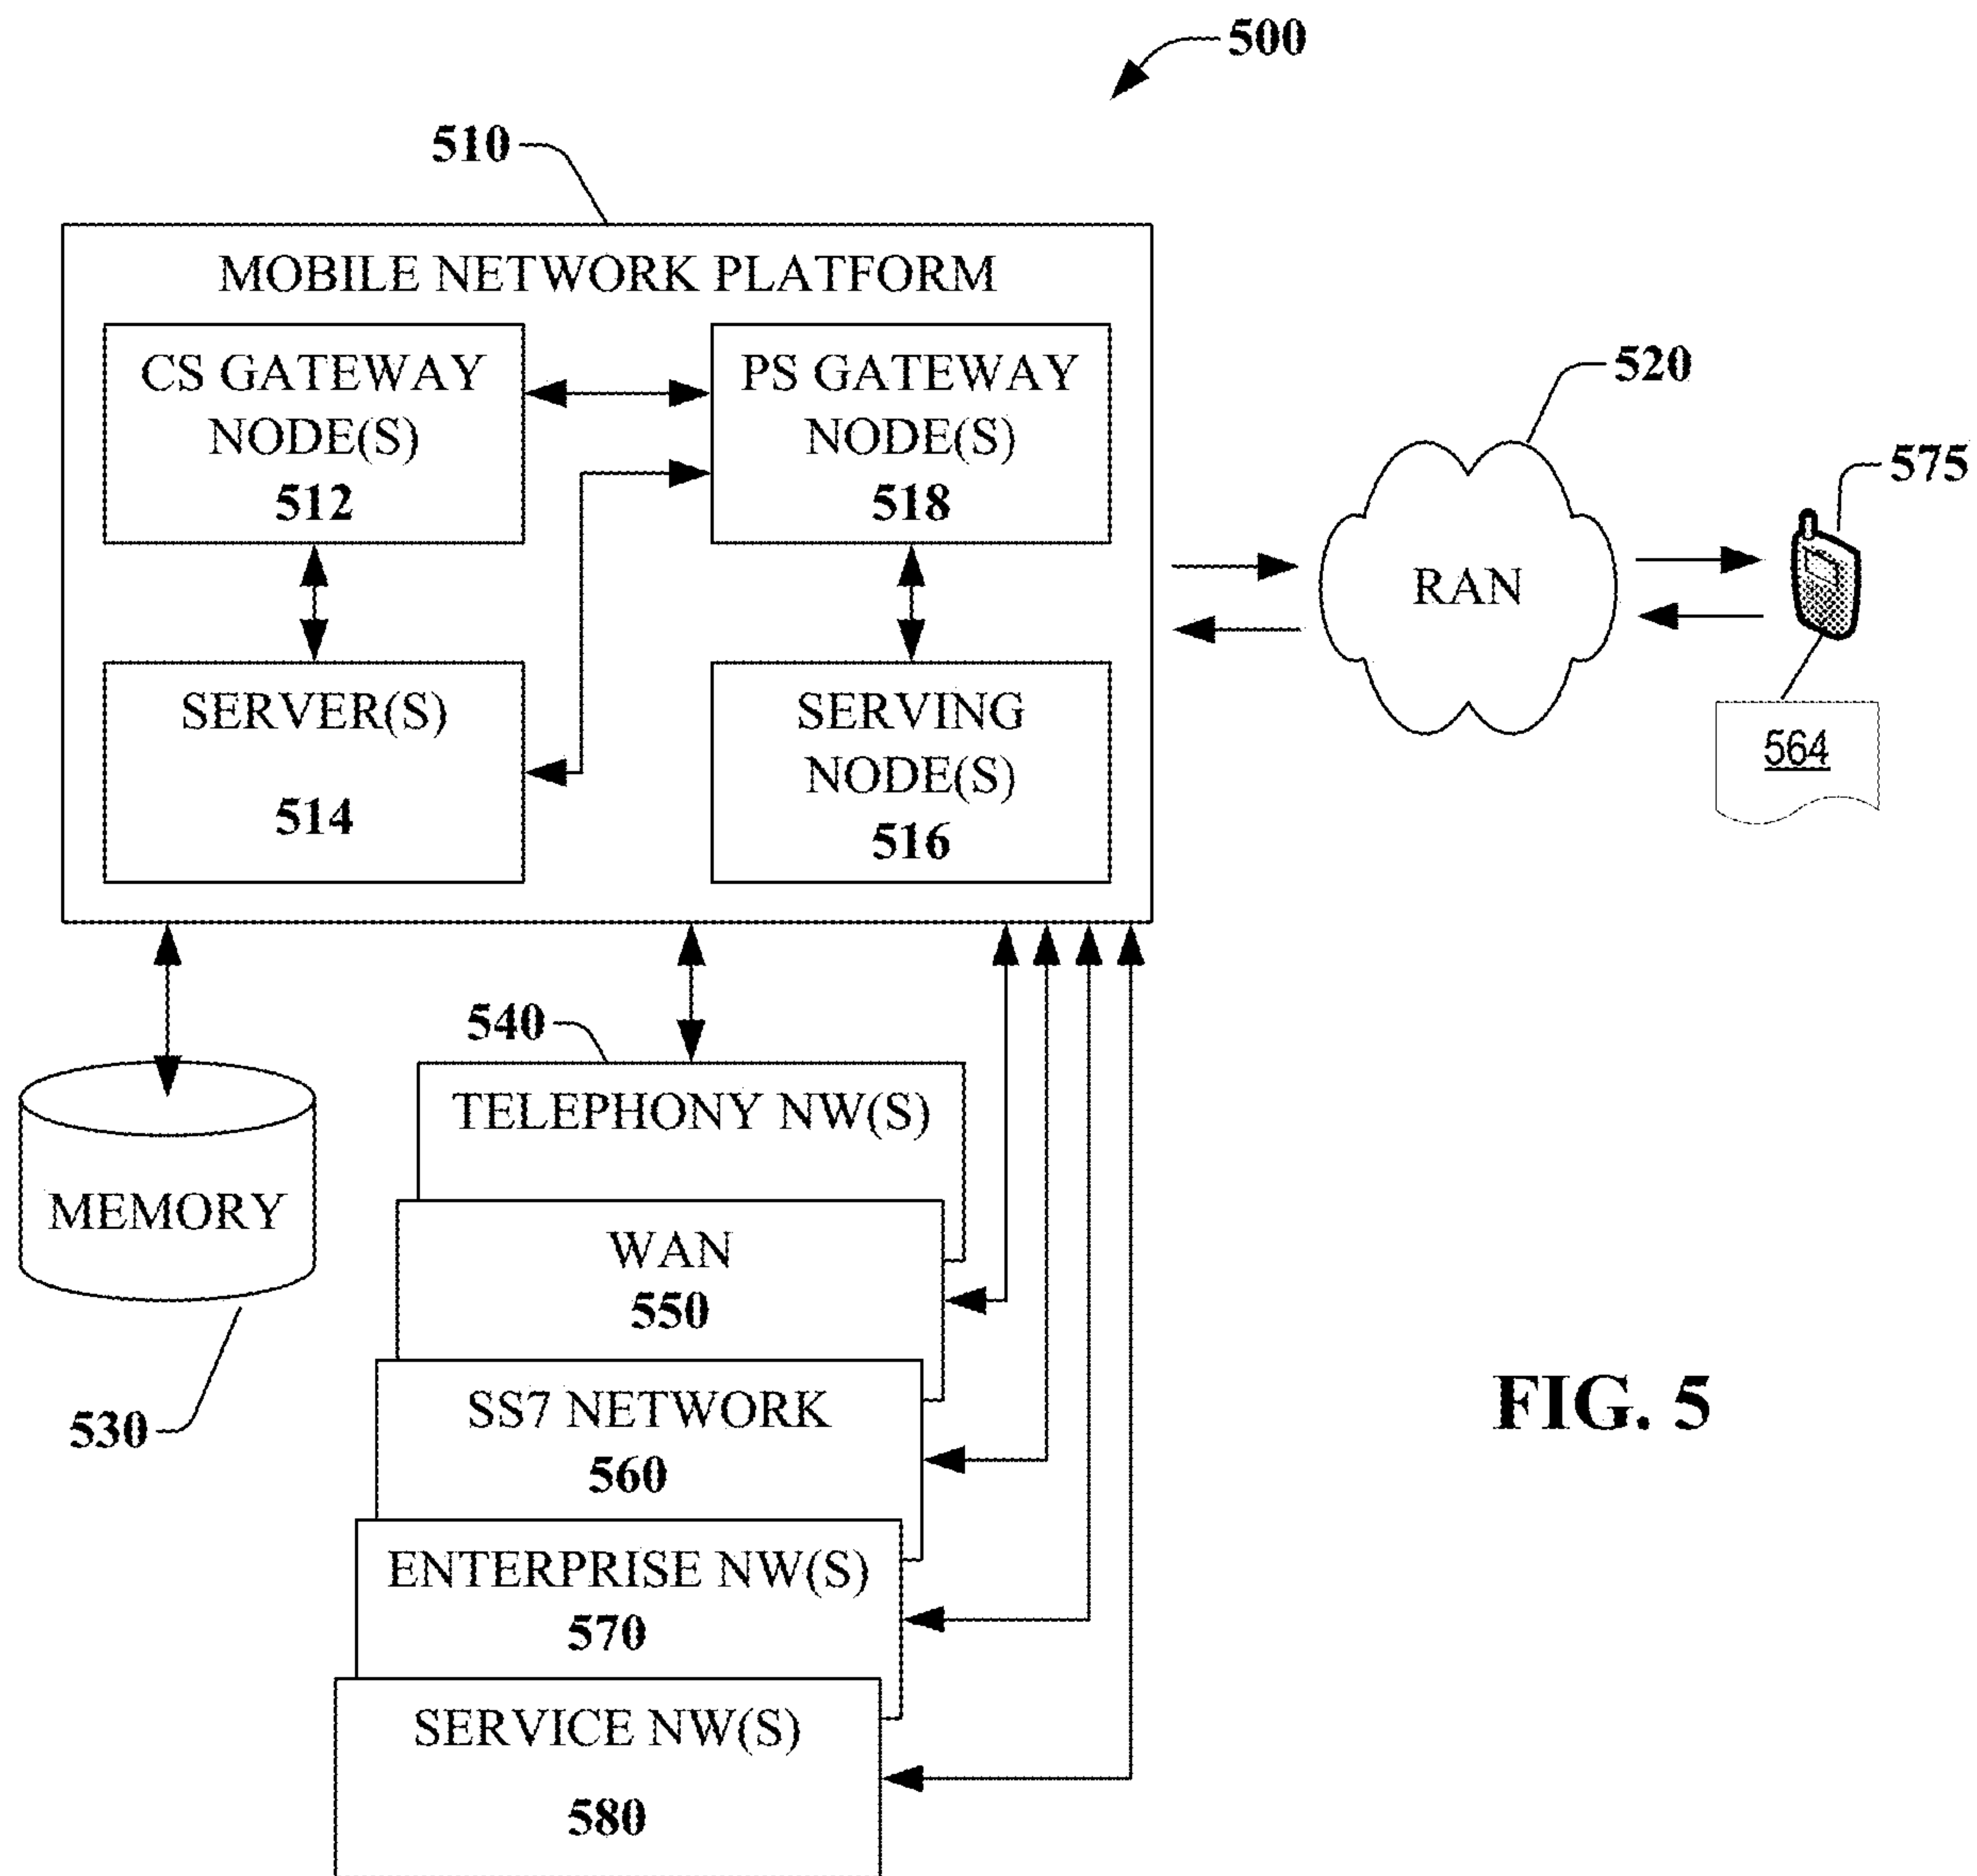 500
510
MOBILE NETWORK PLATFORM
CS GATEWAY
NODE(S)
512
PS GATEWAY
NODE(S)
518
SERVER(S)
514
SERVING
NODE(S)
516
520
RAN
575
564
540
TELEPHONY NW(S)
MEMORY
530
WAN
550
SS7 NETWORK
560
ENTERPRISE NW(S)
570
SERVICE NW(S)
580
FIG. 5